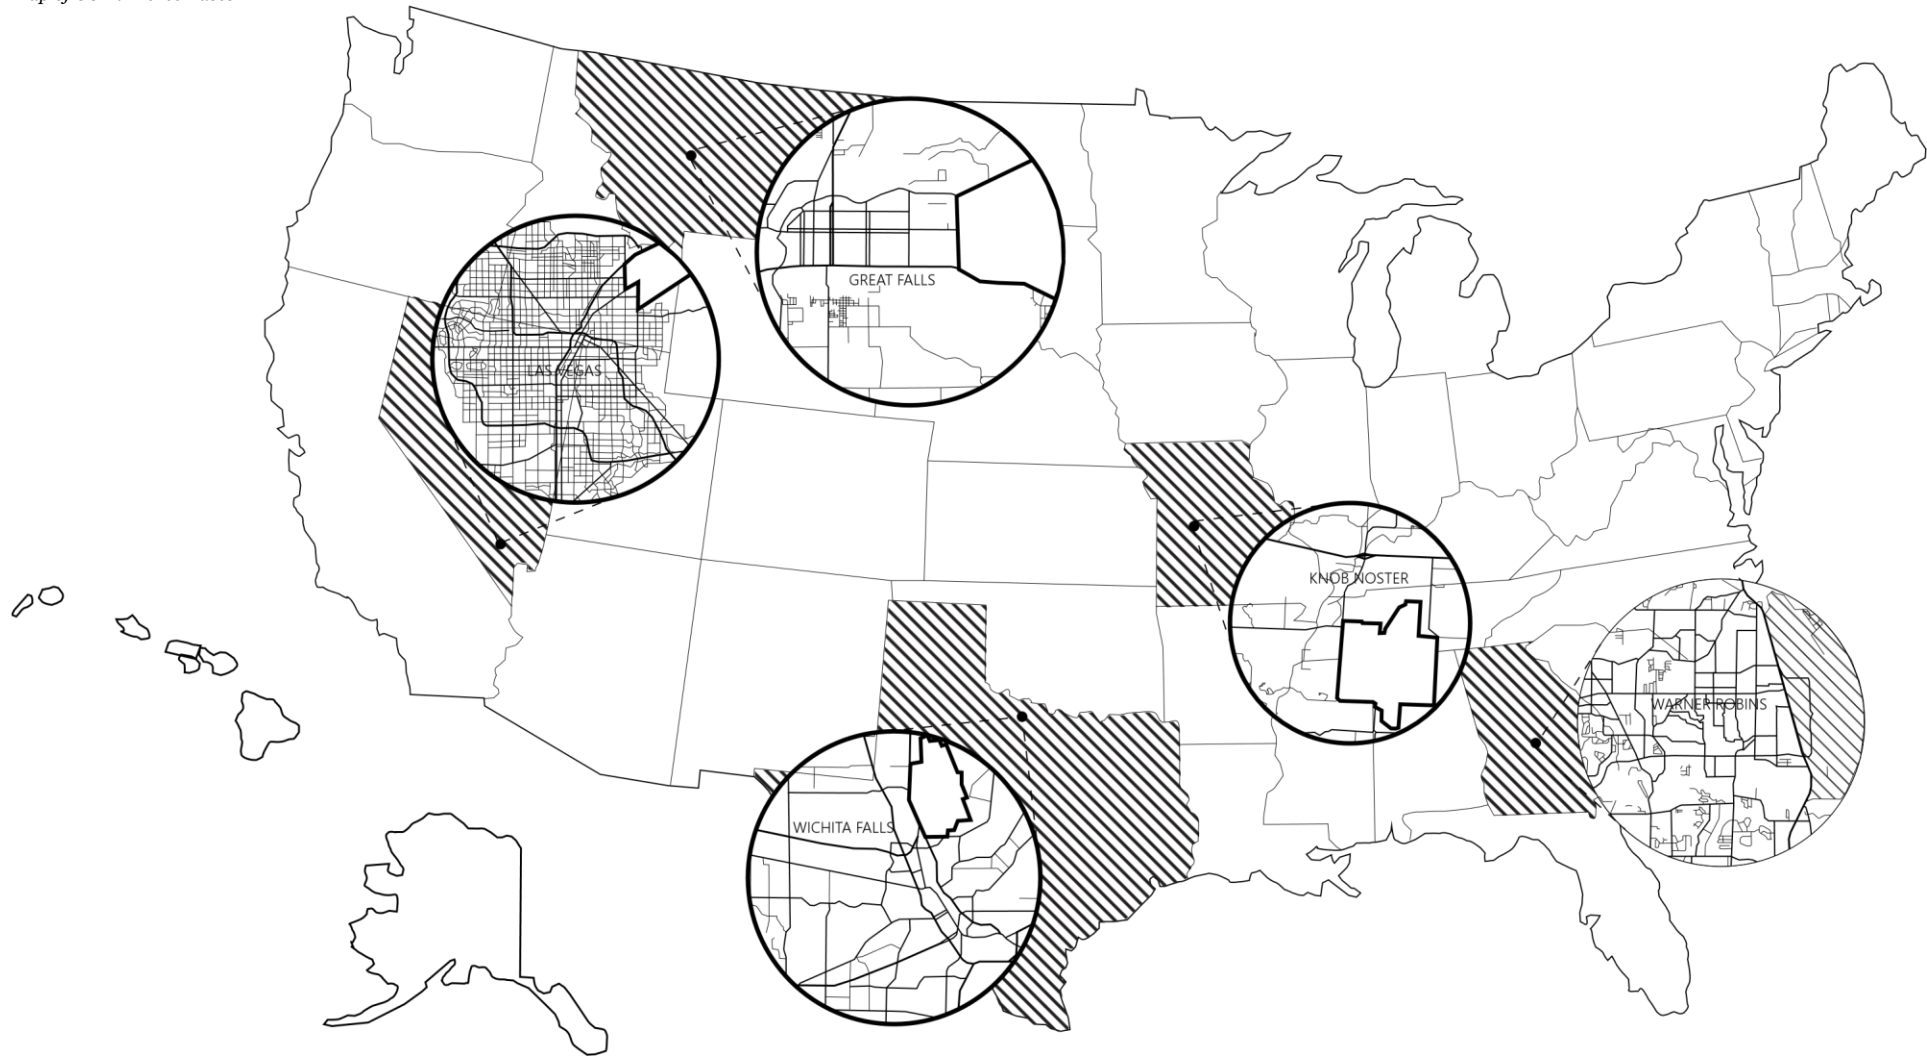 GREAT FALLS
LAS VEGAS
KNOB NOSTER
WARNER ROBINS
WICHITA FALLS